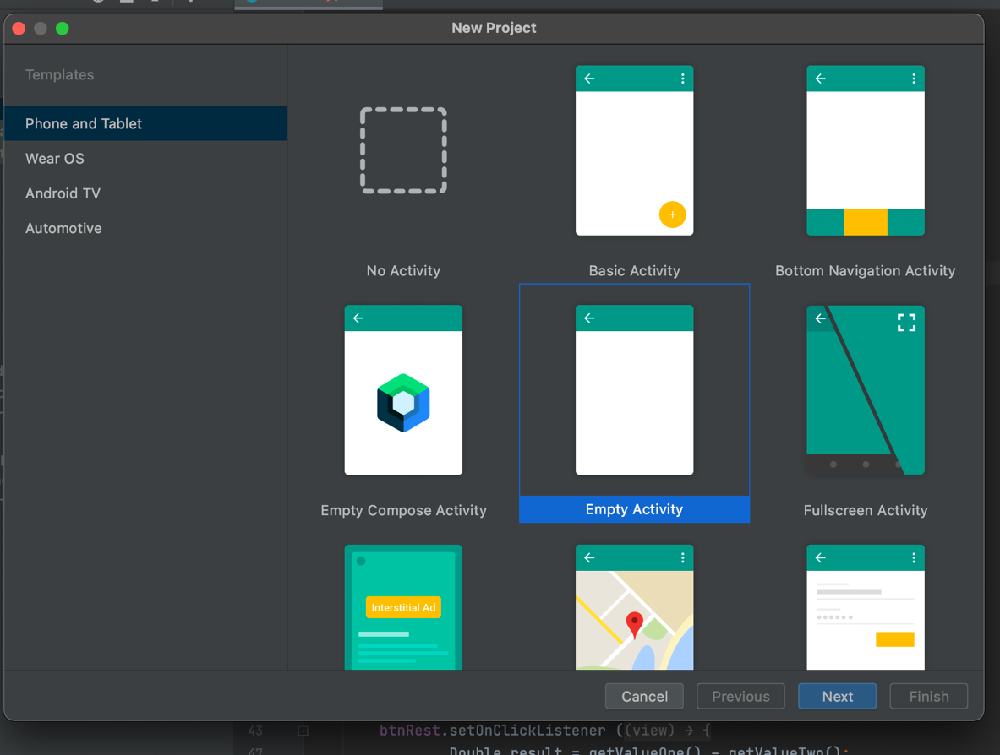 New Project
Templates
Phone and Tablet
Wear OS
Android TV
Automotive
No Activity
Basic Activity
Bottom Navigation Activity
Empty Compose Activity
Empty Activity
Fullscreen Activity
Interstitial Ad
Cancel
Previous
Next
Finish
43 btnRest.setOnClickListener ((view) → {
47 Double result = getValueOne() - getValueTwo();